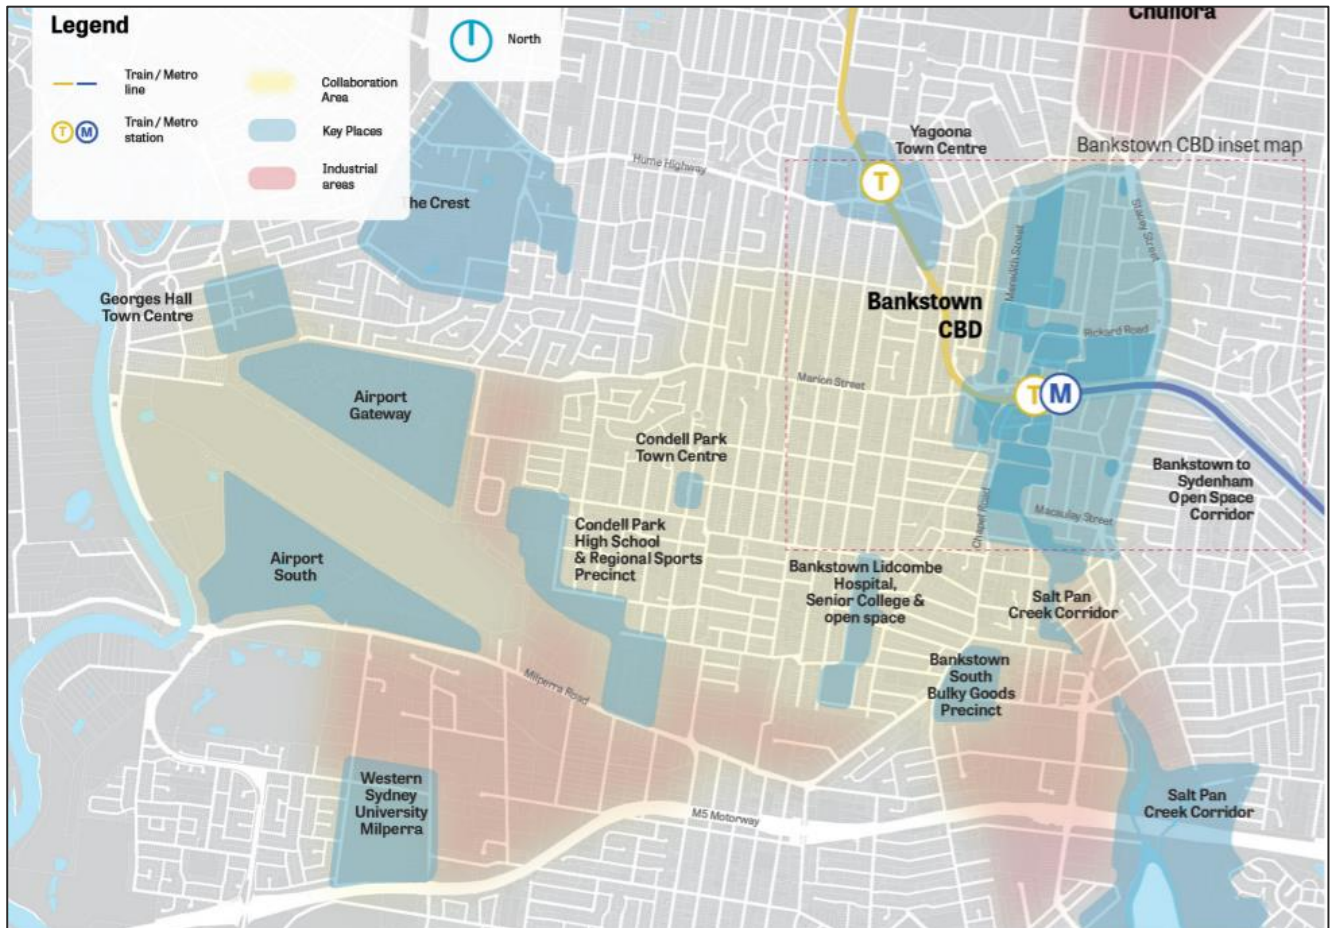 Legend
Train / Metro
line
T M
Train / Metro
station
Collaboration
Area
Key Places
Industrial
areas
North
Chullora
Yagoona
Town Centre
Bankstown CBD inset map
Hume Highway
T
The Crest
Stacey Street
Meredith Street
Georges Hall
Town Centre
Bankstown
CBD
Rickard Road
Marion Street
T M
Airport
Gateway
Condell Park
Town Centre
Bankstown to
Sydenham
Open Space
Corridor
Chapel Road
Macaulay Street
Condell Park
High School
& Regional Sports
Precinct
Airport
South
Bankstown Lidcombe
Hospital,
Senior College &
open space
Salt Pan
Creek Corridor
Bankstown
South
Bulky Goods
Precinct
Milperra Road
Western
Sydney
University
Milperra
M5 Motorway
Salt Pan
Creek Corridor